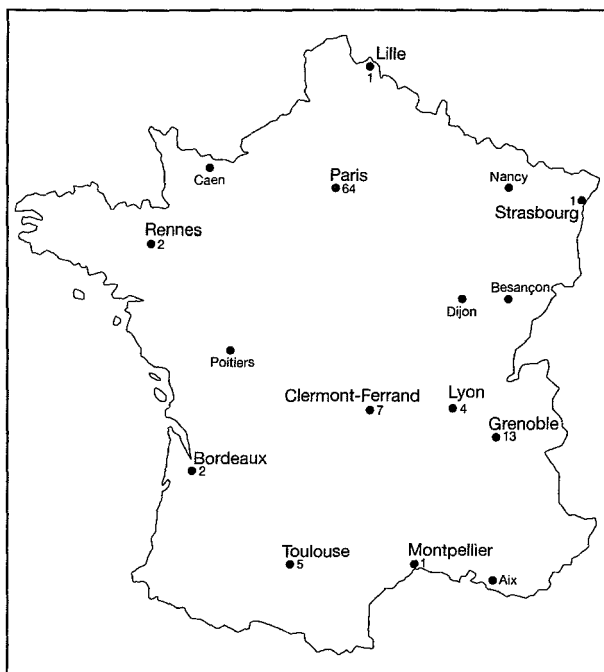 Lille
1
Caen
Paris
64
Nancy
1
Strasbourg
Rennes
2
Besançon
Dijon
Poitiers
Clermont-Ferrand
7
Lyon
4
Grenoble
13
Bordeaux
2
Toulouse
5
Montpellier
1
Aix